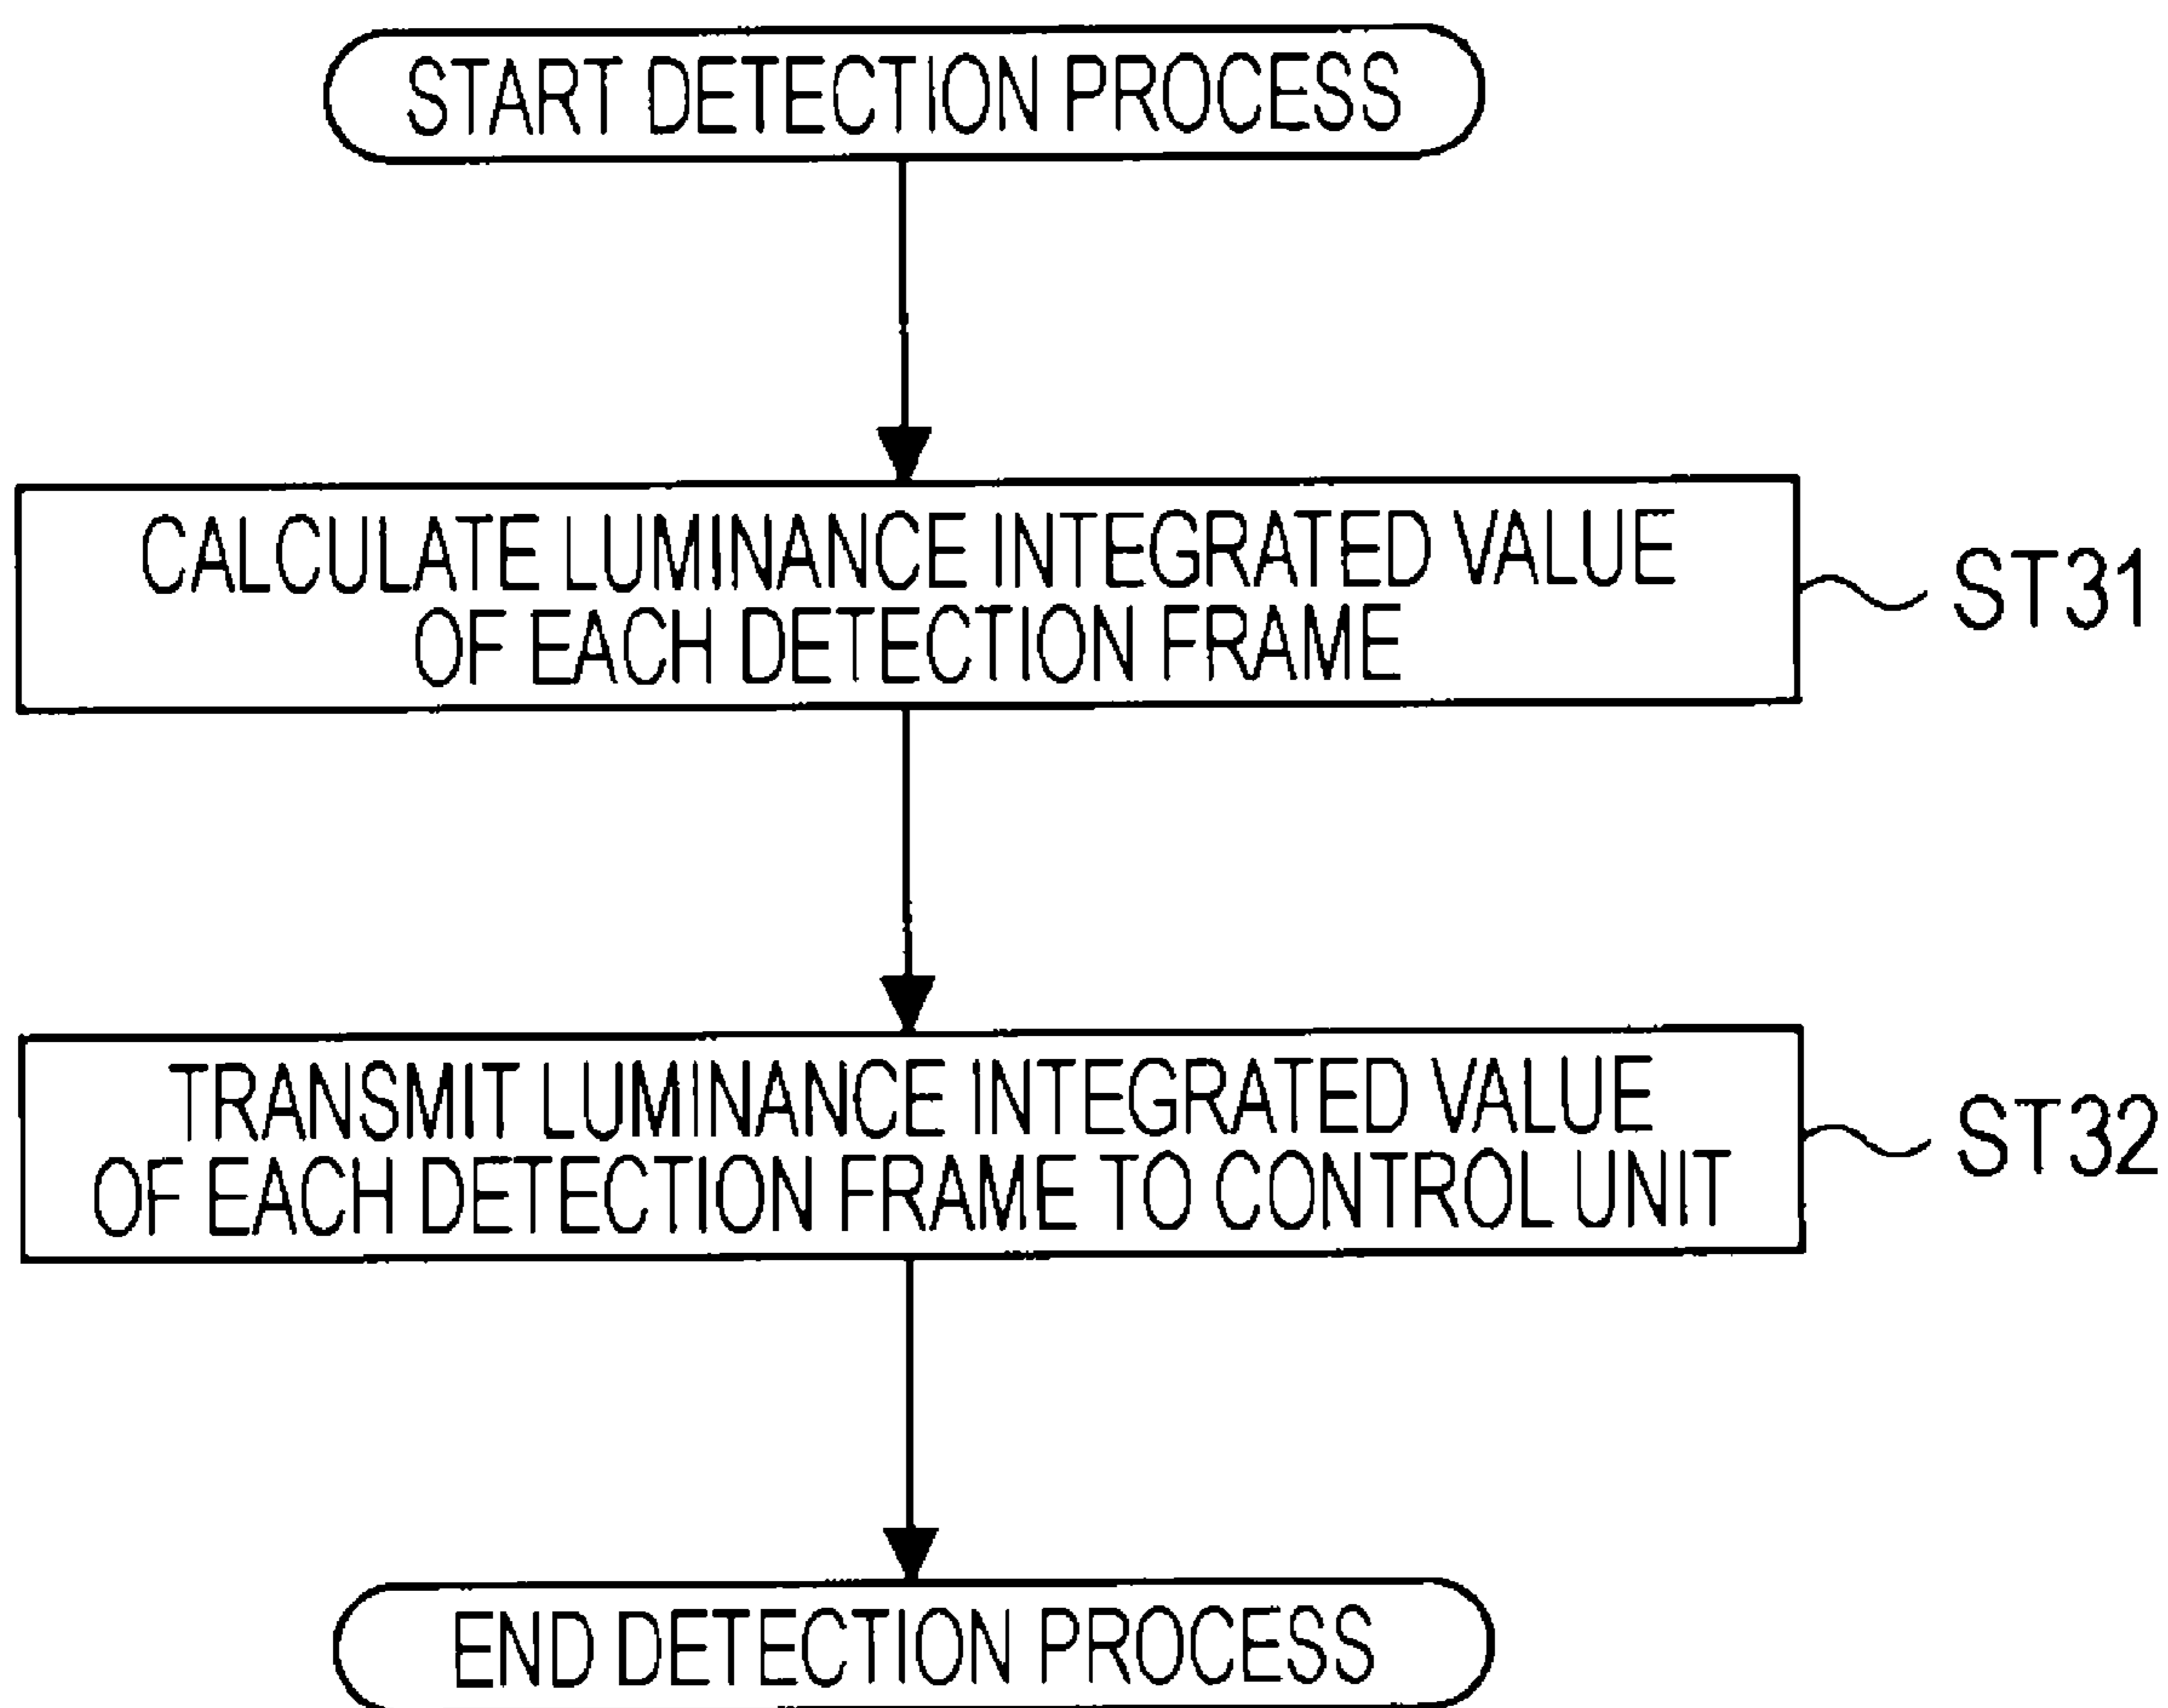 START DETECTION PROCESS
CALCULATE LUMINANCE INTEGRATED VALUE
OF EACH DETECTION FRAME
ST31
TRANSMIT LUMINANCE INTEGRATED VALUE
OF EACH DETECTION FRAME TO CONTROL UNIT
ST32
END DETECTION PROCESS